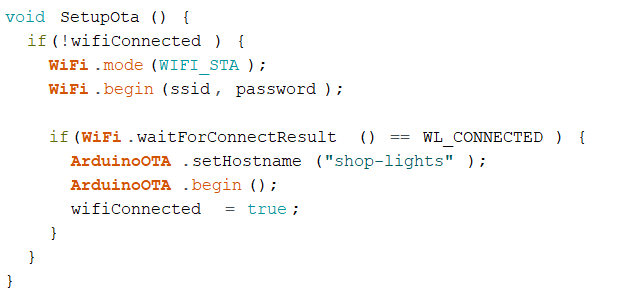 void SetupOta () {
  if(!wifiConnected ) {
    WiFi .mode (WIFI_STA );
    WiFi .begin (ssid , password );

    if(WiFi .waitForConnectResult  () == WL_CONNECTED ) {
      ArduinoOTA .setHostname ("shop-lights" );
      ArduinoOTA .begin ();
      wifiConnected  = true ;
    }
  }
}